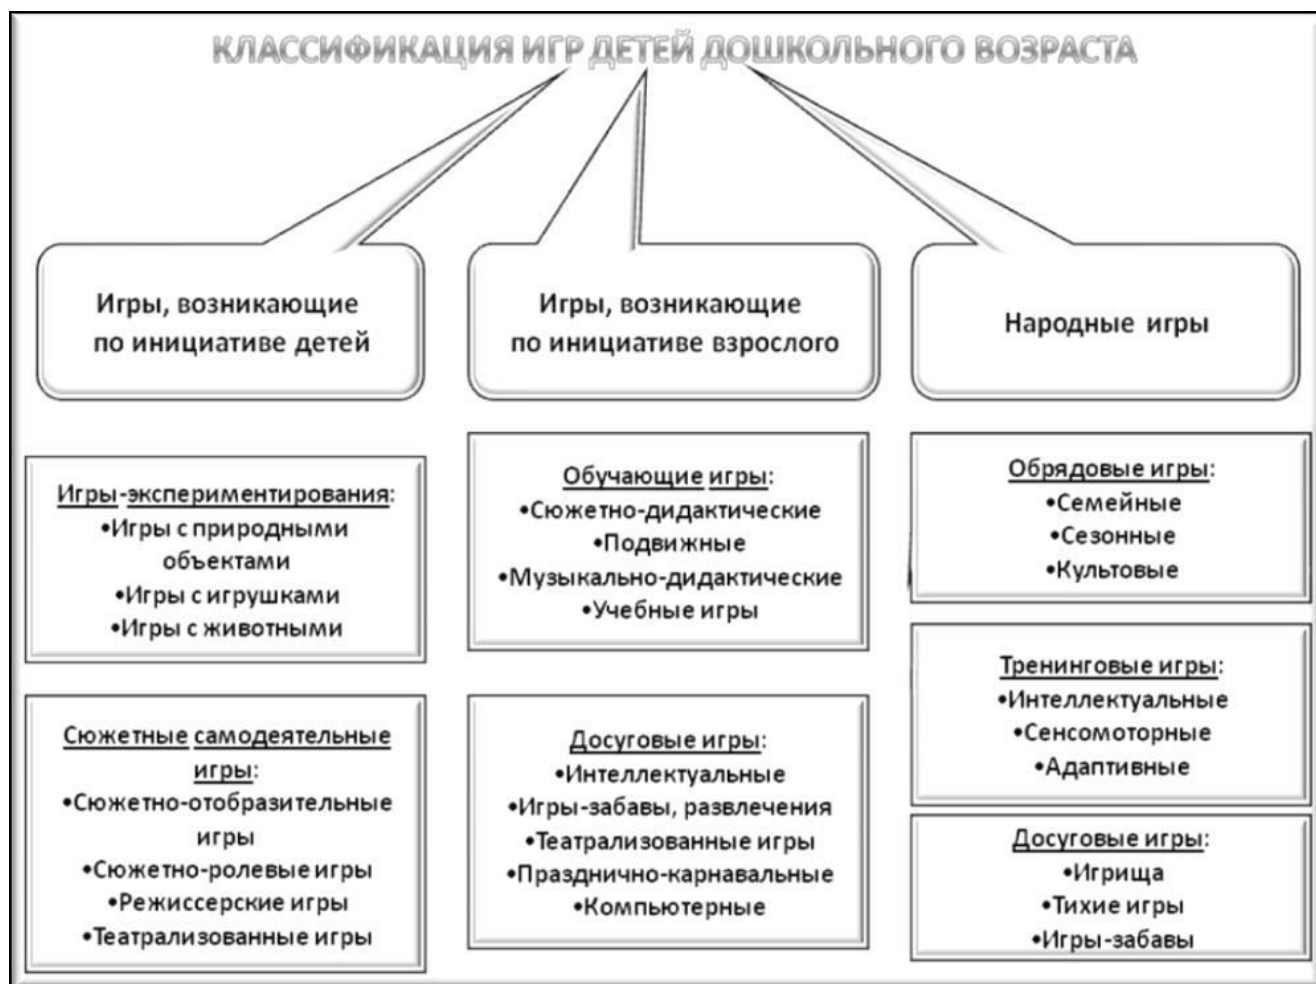 КЛАССИФИКАЦИЯ ИГР ДЕТЕЙ ДОШКОЛЬНОГО ВОЗРАСТА
Игры, возникающие
по инициативе детей
Игры-экспериментирования:
•Игры с природными
объектами
•Игры с игрушками
•Игры с животными
Сюжетные самодеятельные
игры:
•Сюжетно-отобразительные
игры
•Сюжетно-ролевые игры
•Режиссерские игры
•Театрализованные игры
Игры, возникающие
по инициативе взрослого
Обучающие игры:
•Сюжетно-дидактические
•Подвижные
•Музыкально-дидактические
•Учебные игры
Досуговые игры:
•Интеллектуальные
•Игры-забавы, развлечения
•Театрализованные игры
•Празднично-карнавальные
•Компьютерные
Народные игры
Обрядовые игры:
•Семейные
•Сезонные
•Культовые
Тренинговые игры:
•Интеллектуальные
•Сенсомоторные
•Адаптивные
Досуговые игры:
•Игрища
•Тихие игры
•Игры-забавы